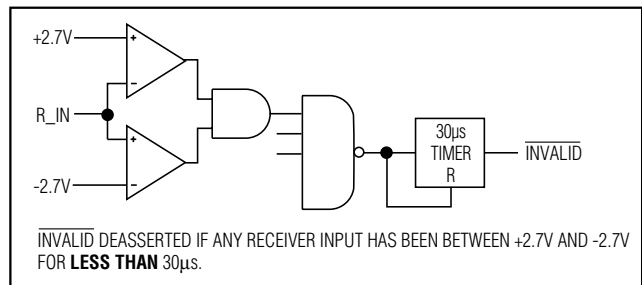 +2.7V
R_IN
-2.7V
+
−
+
−
30µs
TIMER
R
INVALID
INVALID DEASSERTED IF ANY RECEIVER INPUT HAS BEEN BETWEEN +2.7V AND -2.7V
FOR LESS THAN 30µs.